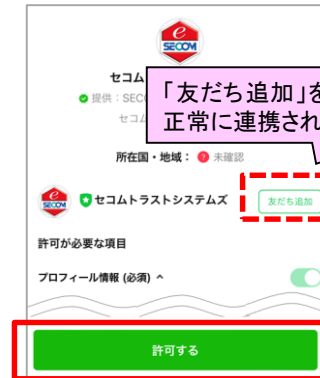 SECOM
セコム
提供：SEC
セコム
「友だち追加」を
正常に連携され
所在国・地域： 未確認
SECOM
セコムトラストシステムズ
友だち追加
許可が必要な項目
プロフィール情報 (必須)
許可する